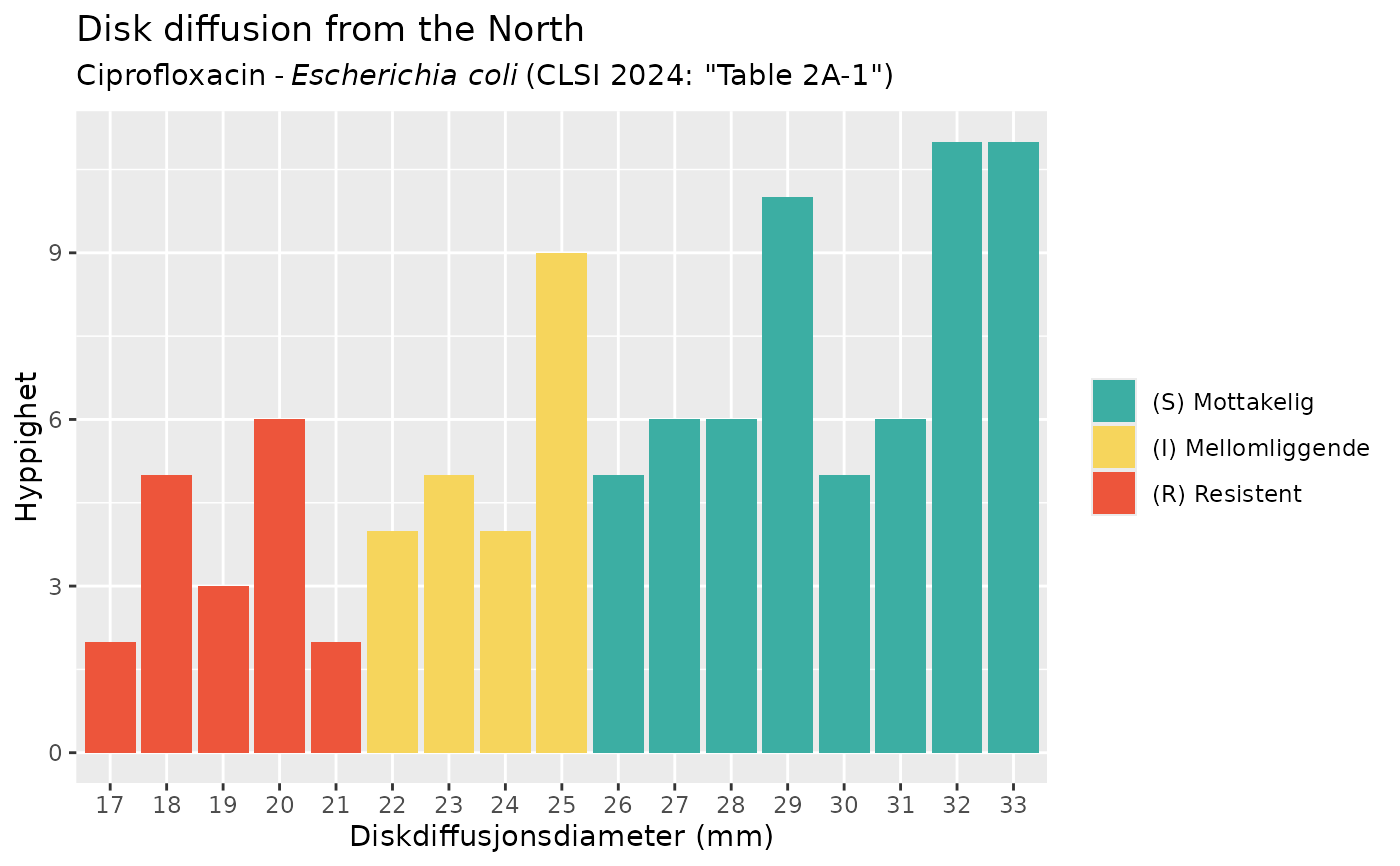 Disk diffusion from the North
Ciprofloxacin - Escherichia coli (CLSI 2024: "Table 2A-1")
Hyppighet
9
6
3
0
17 18 19 20 21 22 23 24 25 26 27 28 29 30 31 32 33
Diskdiffusjonsdiameter (mm)
(S) Mottakelig
(I) Mellomliggende
(R) Resistent